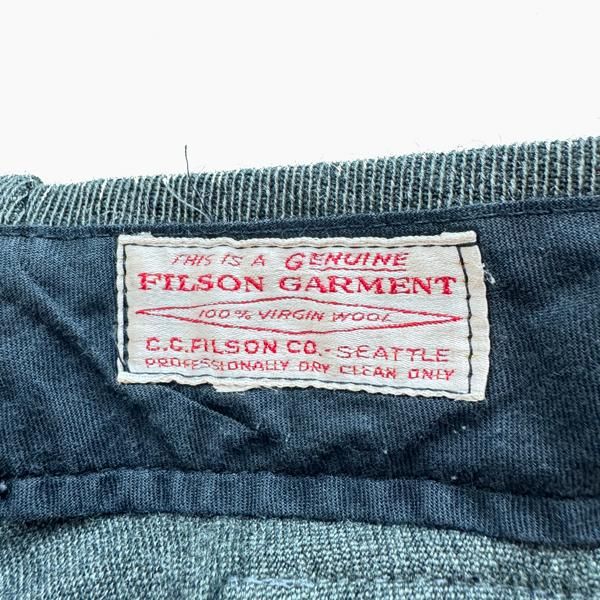 THIS IS A GENUINE
FILSON GARMENT
100% VIRGIN WOOL
C.C. FILSON CO. - SEATTLE
PROFESSIONALLY DRY CLEAN ONLY